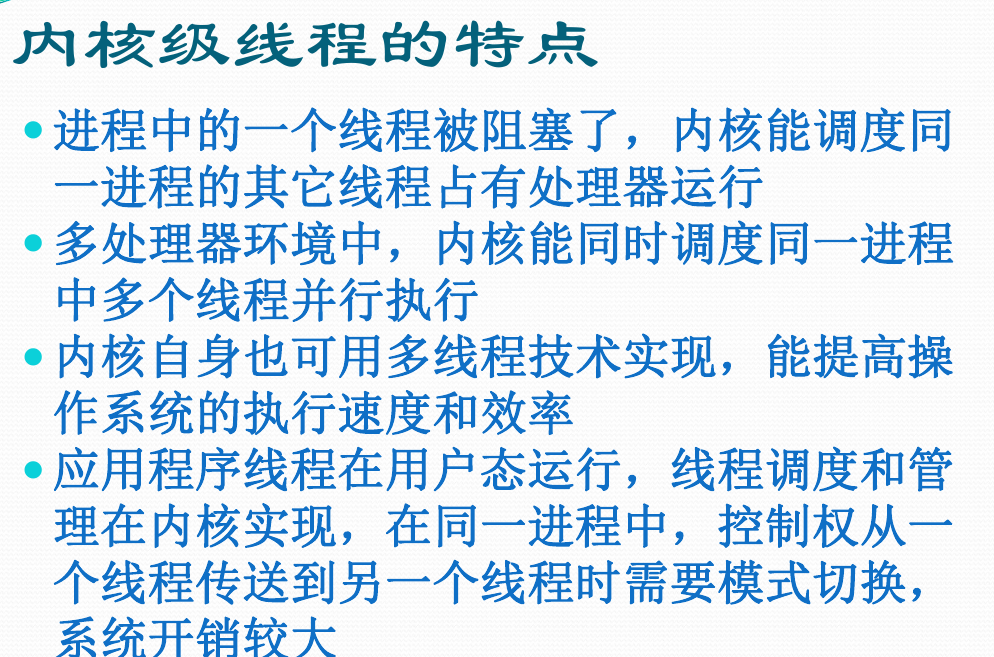 内核级线程的特点
•进程中的一个线程被阻塞了，内核能调度同
一进程的其它线程占有处理器运行
•多处理器环境中，内核能同时调度同一进程
中多个线程并行执行
•内核自身也可用多线程技术实现，能提高操
作系统的执行速度和效率
•应用程序线程在用户态运行，线程调度和管
理在内核实现，在同一进程中，控制权从一
个线程传送到另一个线程时需要模式切换，
系统开销较大